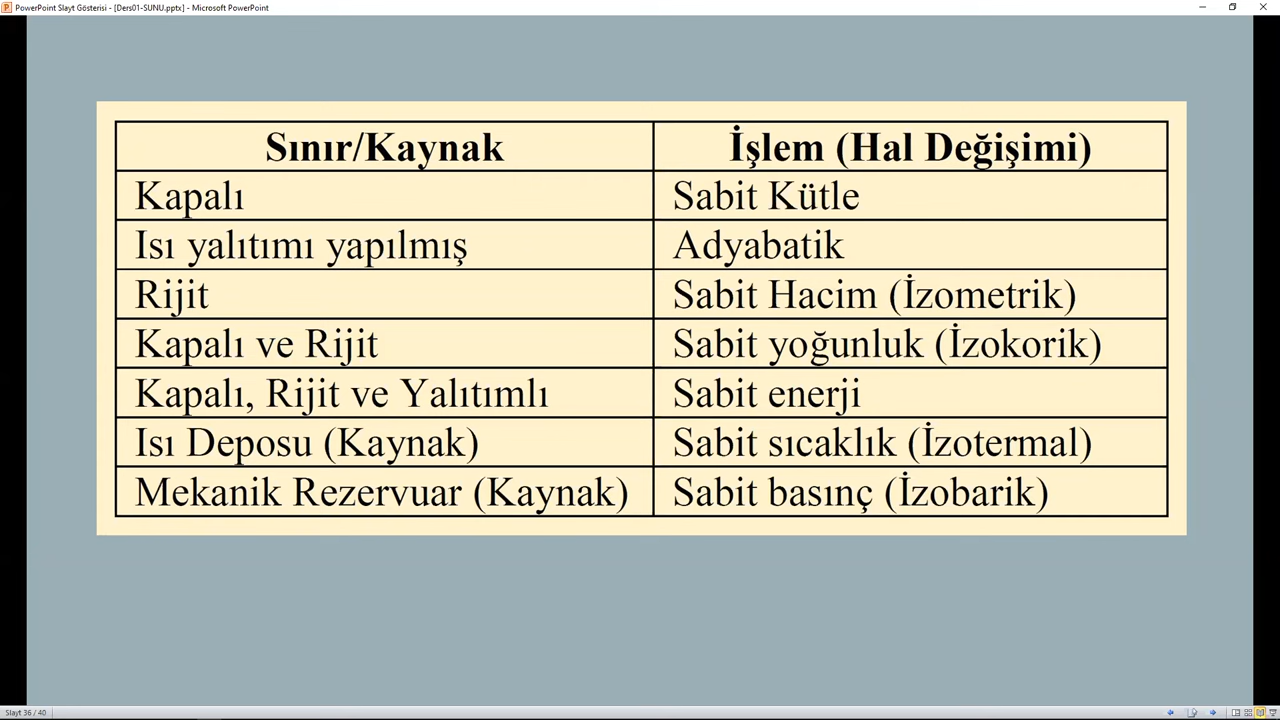 PowerPoint Slayt Gösterisi - [Ders01-SUNU.pptx] - Microsoft PowerPoint
Sınır/Kaynak İşlem (Hal Değişimi)
Kapalı Sabit Kütle
Isı yalıtımı yapılmış Adyabatik
Rijit Sabit Hacim (İzometrik)
Kapalı ve Rijit Sabit yoğunluk (İzokorik)
Kapalı, Rijit ve Yalıtımlı Sabit enerji
Isı Deposu (Kaynak) Sabit sıcaklık (İzotermal)
Mekanik Rezervuar (Kaynak) Sabit basınç (İzobarik)
Slayt 36 / 40